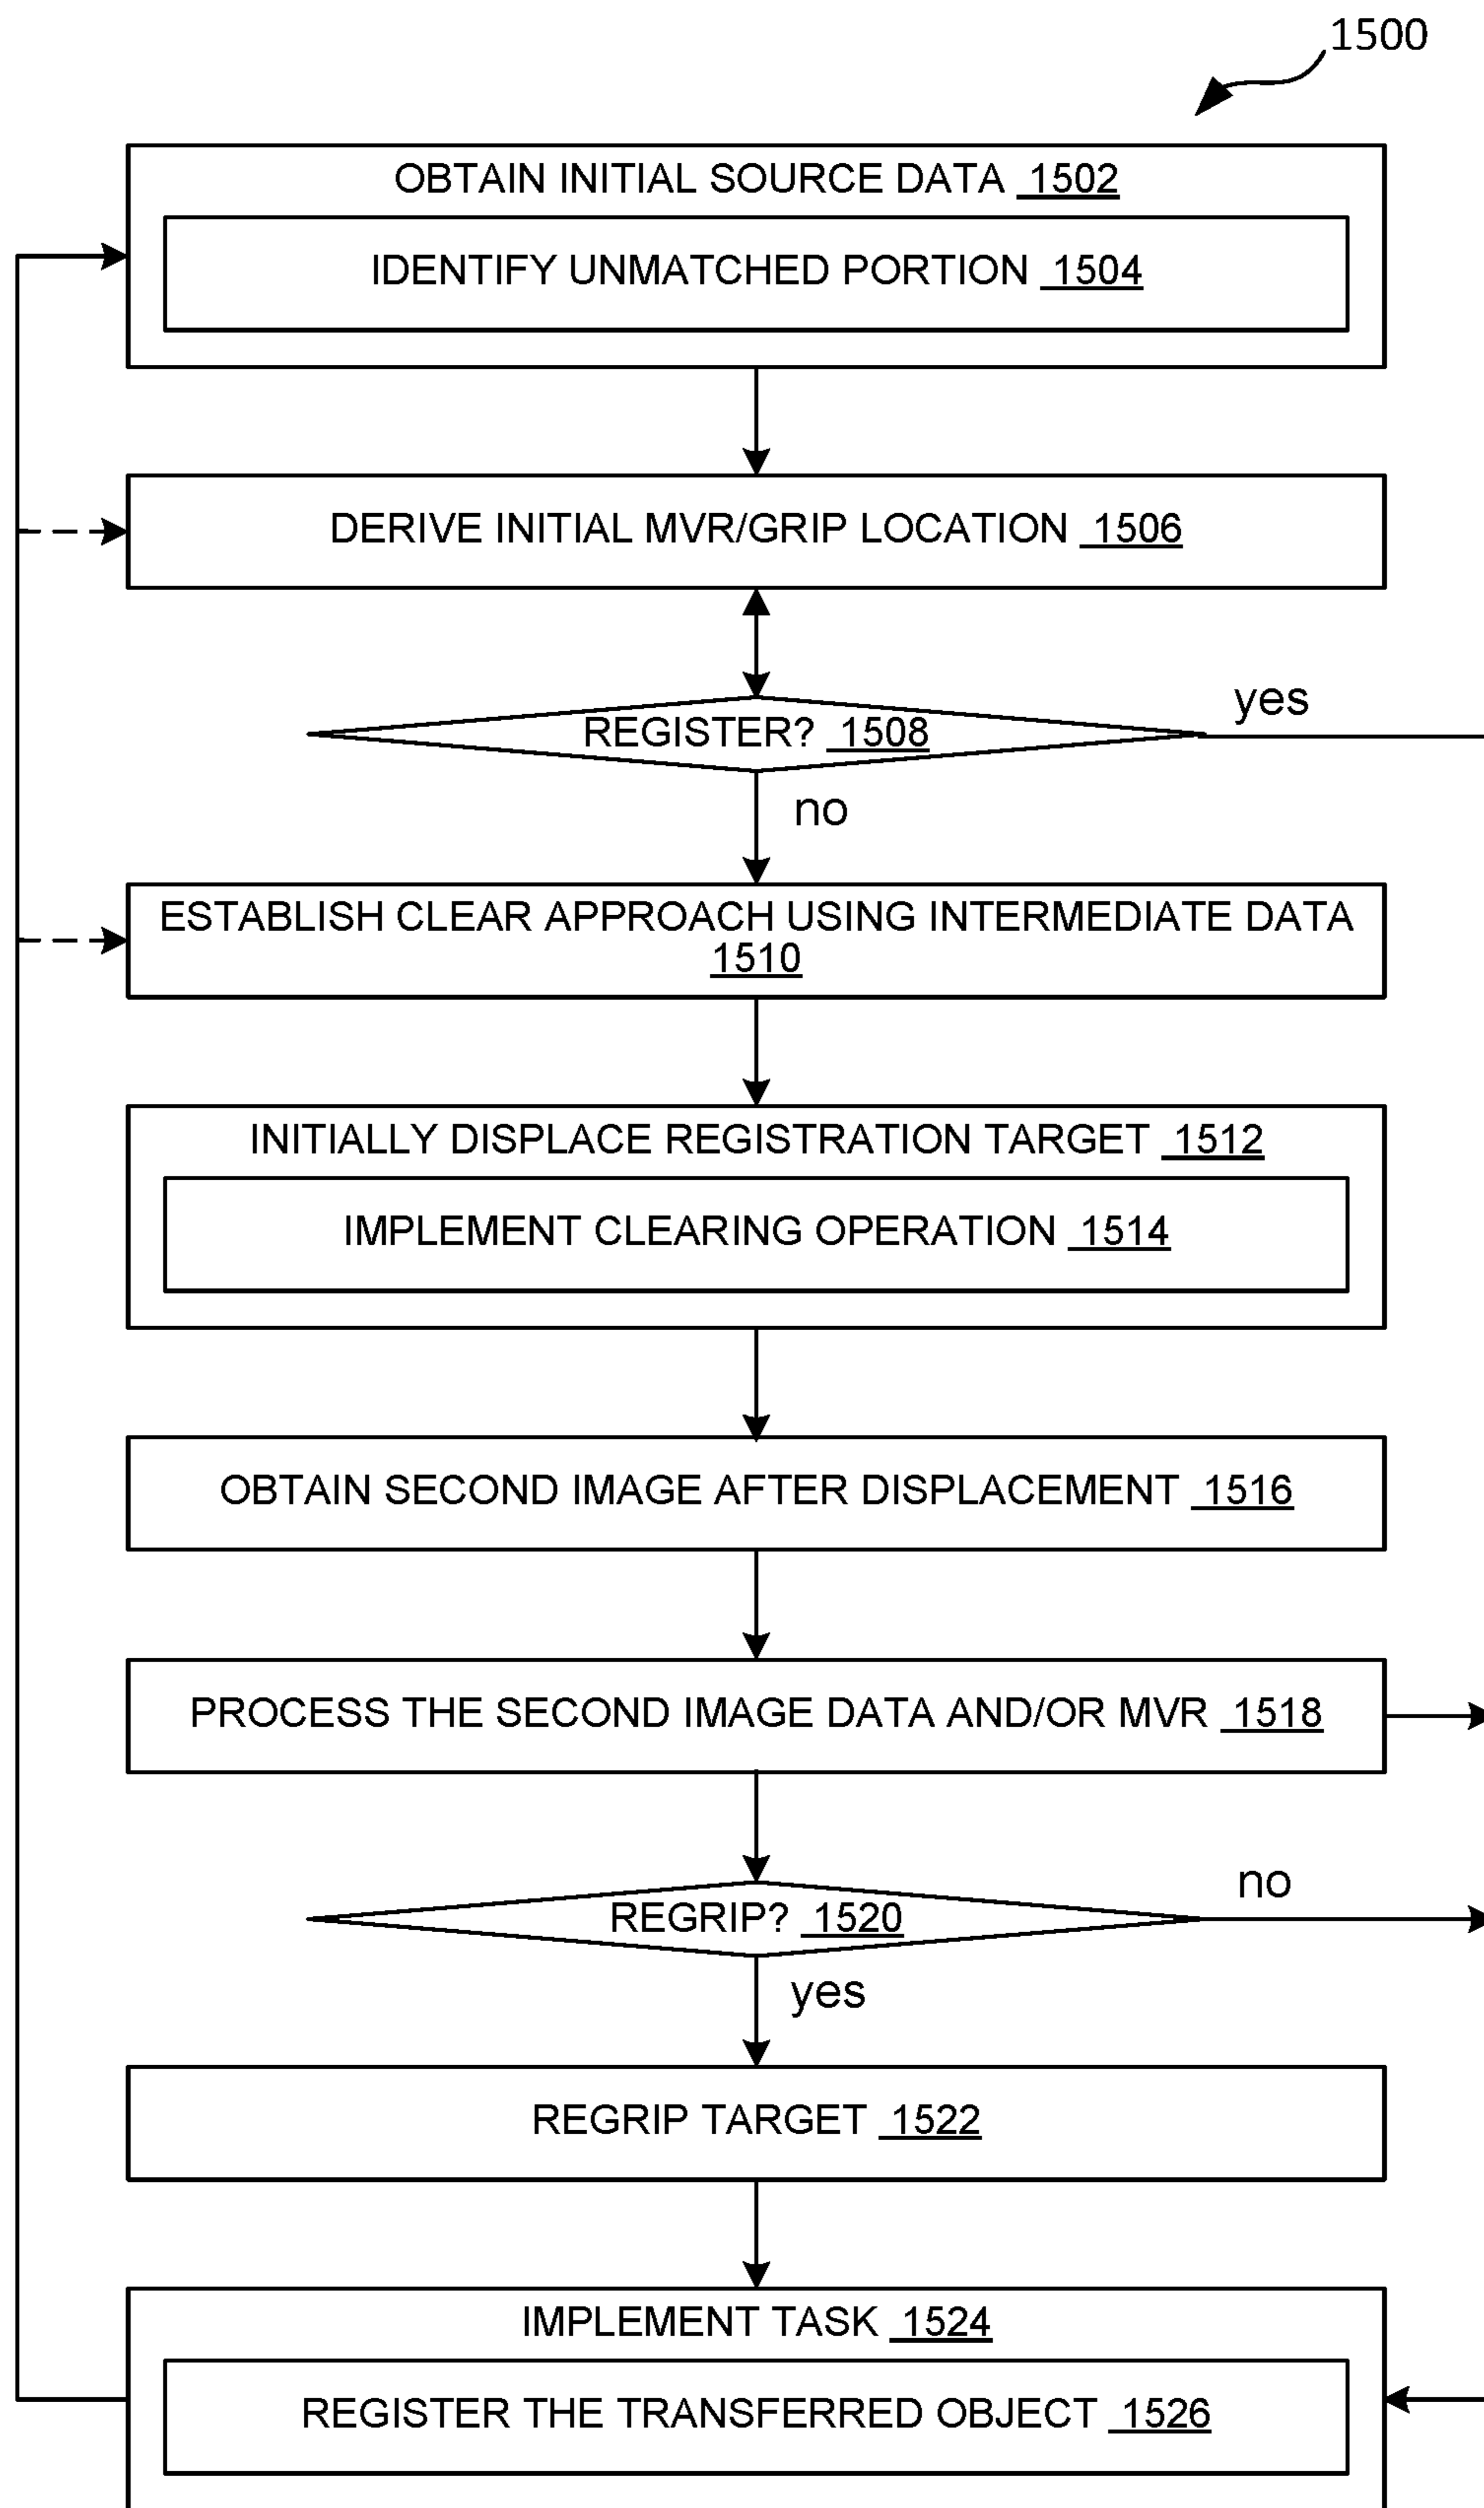 1500
OBTAIN INITIAL SOURCE DATA 1502
IDENTIFY UNMATCHED PORTION 1504
DERIVE INITIAL MVR/GRIP LOCATION 1506
REGISTER? 1508
yes
no
ESTABLISH CLEAR APPROACH USING INTERMEDIATE DATA
1510
INITIALLY DISPLACE REGISTRATION TARGET 1512
IMPLEMENT CLEARING OPERATION 1514
OBTAIN SECOND IMAGE AFTER DISPLACEMENT 1516
PROCESS THE SECOND IMAGE DATA AND/OR MVR 1518
REGRIP? 1520
no
yes
REGRIP TARGET 1522
IMPLEMENT TASK 1524
REGISTER THE TRANSFERRED OBJECT 1526